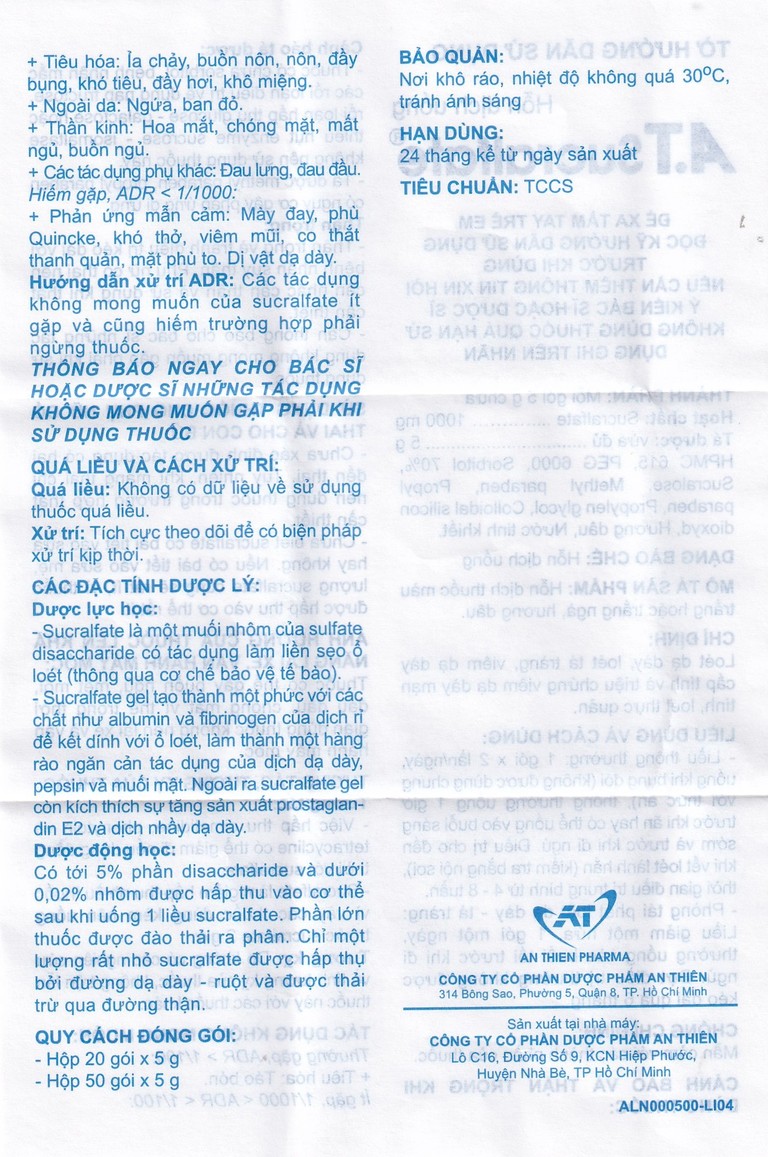 + Tiêu hóa: Ỉa chảy, buồn nôn, nôn, đầy
bụng, khó tiêu, đầy hơi, khô miệng.
+ Ngoài da: Ngứa, ban đỏ.
+ Thần kinh: Hoa mắt, chóng mặt, mất
ngủ, buồn ngủ.
+ Các tác dụng phụ khác: Đau lưng, đau đầu.
Hiếm gặp, ADR < 1/1000:
+ Phản ứng mẫn cảm: Mày đay, phù
Quincke, khó thở, viêm mũi, co thắt
thanh quản, mặt phù to. Dị vật dạ dày.
Hướng dẫn xử trí ADR: Các tác dụng
không mong muốn của sucralfate ít
gặp và cũng hiếm trường hợp phải
ngừng thuốc.
THÔNG BÁO NGAY CHO BÁC SĨ
HOẶC DƯỢC SĨ NHỮNG TÁC DỤNG
KHÔNG MONG MUỐN GẶP PHẢI KHI
SỬ DỤNG THUỐC
QUÁ LIỀU VÀ CÁCH XỬ TRÍ:
Quá liều: Không có dữ liệu về sử dụng
thuốc quá liều.
Xử trí: Tích cực theo dõi để có biện pháp
xử trí kịp thời.
CÁC ĐẶC TÍNH DƯỢC LÝ:
Dược lực học:
- Sucralfate là một muối nhôm của sulfate
disaccharide có tác dụng làm liền sẹo ổ
loét (thông qua cơ chế bảo vệ tế bào).
- Sucralfate gel tạo thành một phức với các
chất như albumin và fibrinogen của dịch rỉ
để kết dính với ổ loét, làm thành một hàng
rào ngăn cản tác dụng của dịch dạ dày,
pepsin và muối mật. Ngoài ra sucralfate gel
còn kích thích sự tăng sản xuất prostaglan-
din E2 và dịch nhầy dạ dày.
Dược động học:
Có tới 5% phần disaccharide và dưới
0,02% nhôm được hấp thu vào cơ thể
sau khi uống 1 liều sucralfate. Phần lớn
thuốc được đào thải ra phân. Chỉ một
lượng rất nhỏ sucralfate được hấp thụ
bởi đường dạ dày - ruột và được thải
trừ qua đường thận.
QUY CÁCH ĐÓNG GÓI:
- Hộp 20 gói x 5 g
- Hộp 50 gói x 5 g
BẢO QUẢN:
Nơi khô ráo, nhiệt độ không quá 30ºC,
tránh ánh sáng
HẠN DÙNG:
24 tháng kể từ ngày sản xuất
TIÊU CHUẨN: TCCS
AT
AN THIEN PHARMA
CÔNG TY CỔ PHẦN DƯỢC PHẨM AN THIÊN
314 Bông Sao, Phường 5, Quận 8, TP. Hồ Chí Minh
Sản xuất tại nhà máy:
CÔNG TY CỔ PHẦN DƯỢC PHẨM AN THIÊN
Lô C16, Đường Số 9, KCN Hiệp Phước,
Huyện Nhà Bè, TP Hồ Chí Minh
ALN000500-LI04